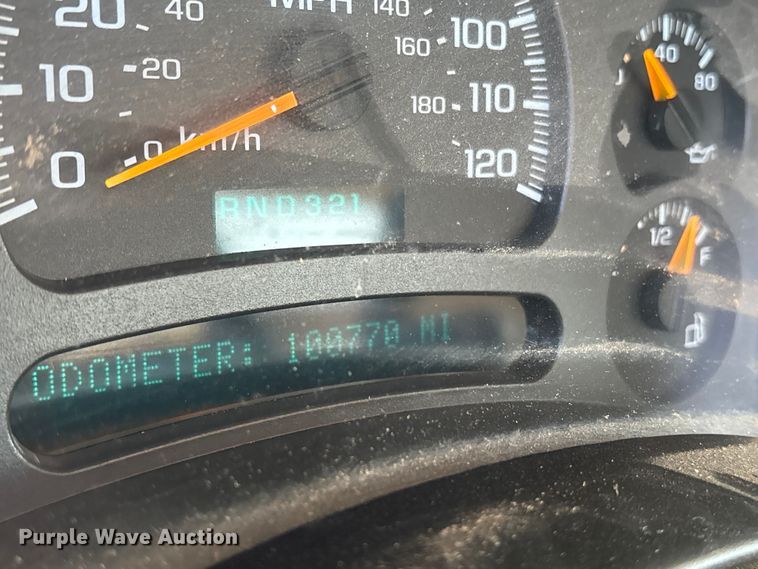 20 40 MPH 140
160 100
10 20 180 110
0 0 km/h 120
40 80
RND321
1/2 F
ODOMETER: 100770 MI
Purple Wave Auction